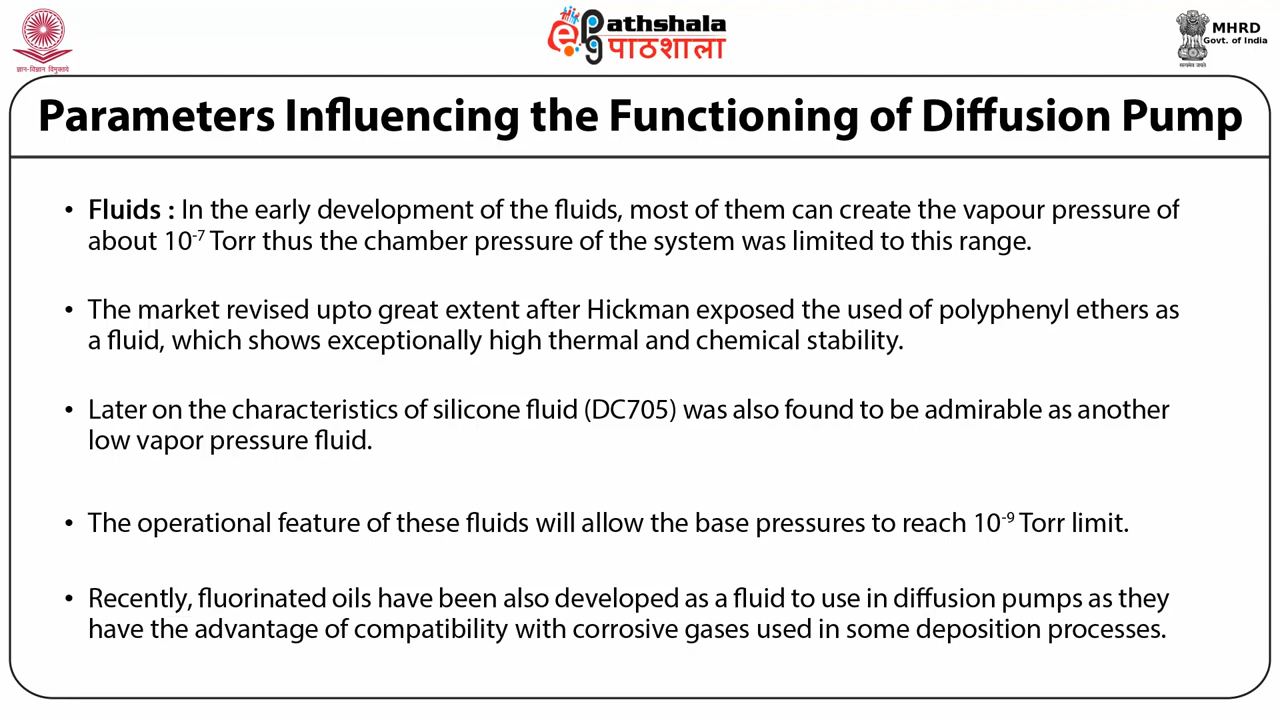 ज्ञान-विज्ञान विमुक्तये
epg
athshala
पाठशाला
सत्यमेव जयते
MHRD
Govt. of India
Parameters Influencing the Functioning of Diffusion Pump
• Fluids : In the early development of the fluids, most of them can create the vapour pressure of
about 10⁻⁷ Torr thus the chamber pressure of the system was limited to this range.
• The market revised upto great extent after Hickman exposed the used of polyphenyl ethers as
a fluid, which shows exceptionally high thermal and chemical stability.
• Later on the characteristics of silicone fluid (DC705) was also found to be admirable as another
low vapor pressure fluid.
• The operational feature of these fluids will allow the base pressures to reach 10⁻⁹ Torr limit.
• Recently, fluorinated oils have been also developed as a fluid to use in diffusion pumps as they
have the advantage of compatibility with corrosive gases used in some deposition processes.